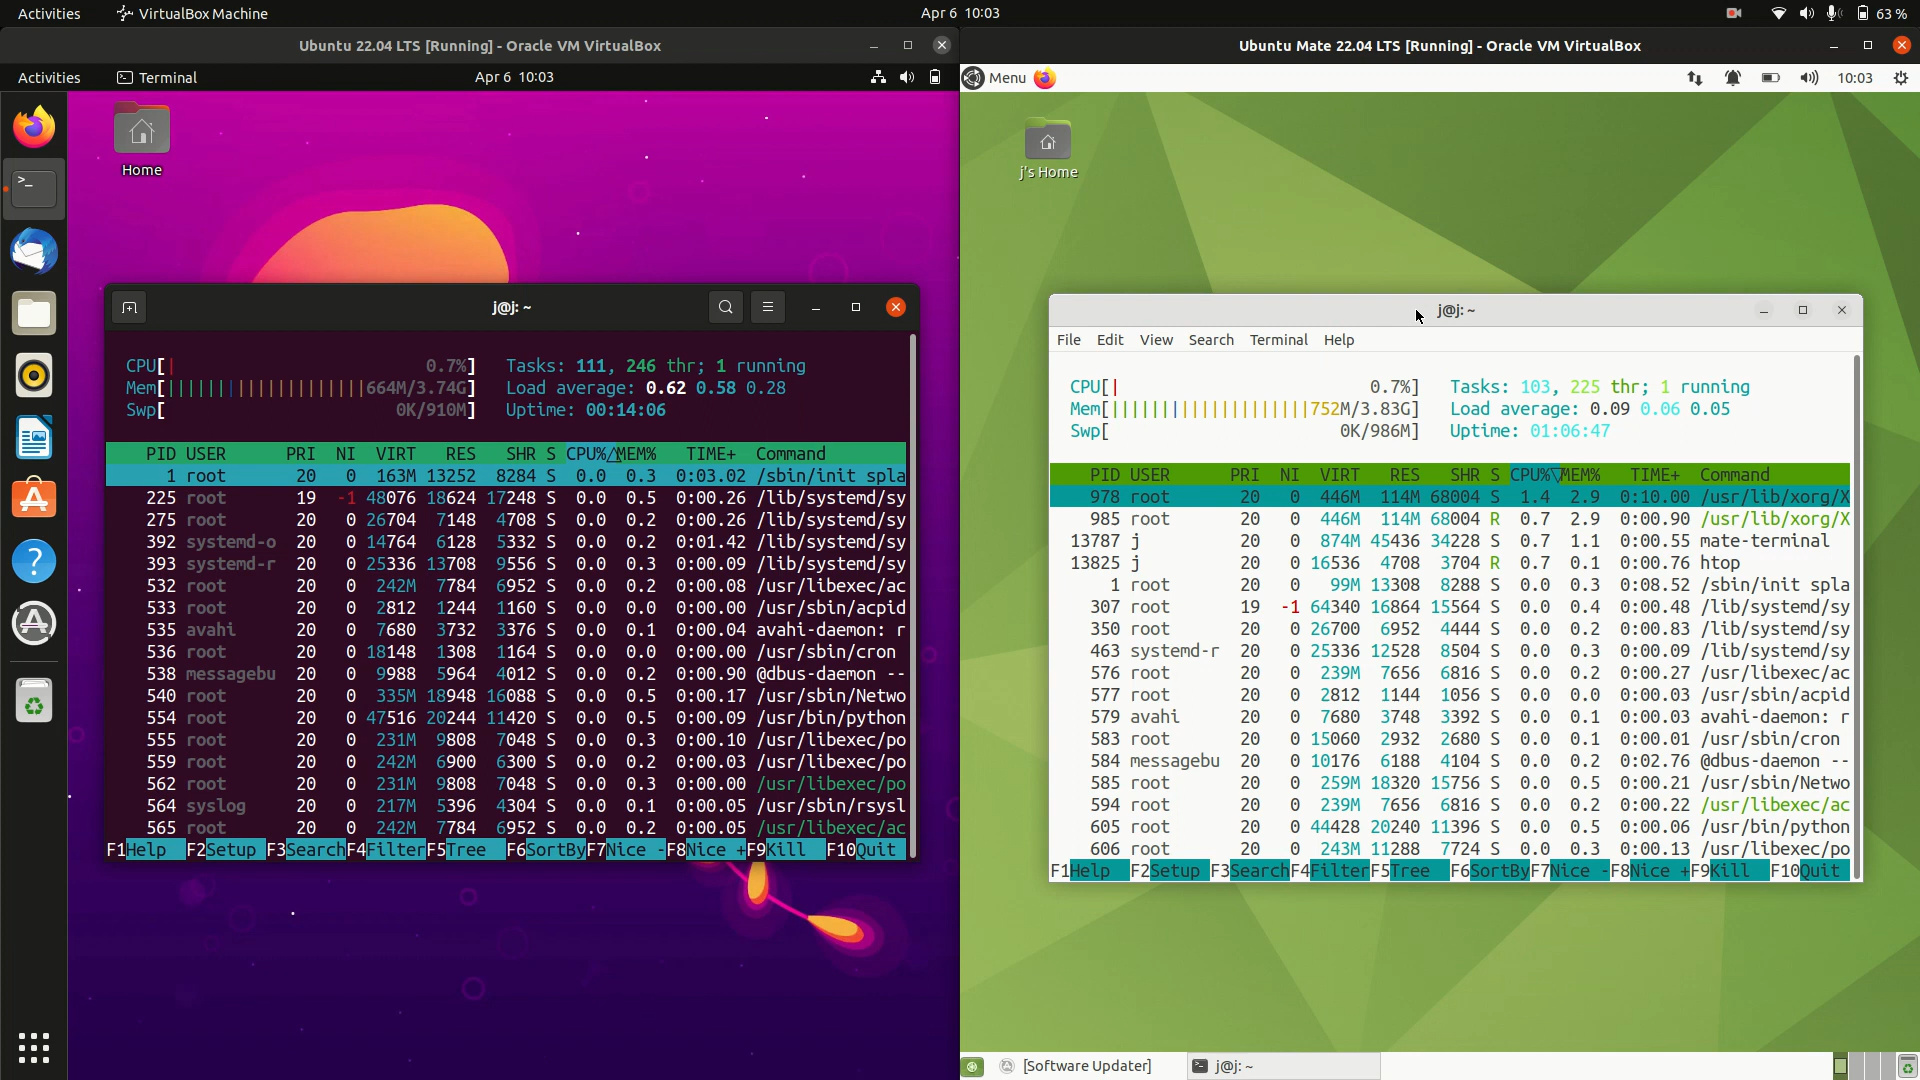 Activities VirtualBox Machine Apr 6 10:03 63 %
Ubuntu 22.04 LTS [Running] - Oracle VM VirtualBox
Activities Terminal Apr 6 10:03
Home
j@j: ~
CPU[| 0.7%] Tasks: 111, 246 thr; 1 running
Mem[||||||||||||||||||||664M/3.74G] Load average: 0.62 0.58 0.28
Swp[ 0K/910M] Uptime: 00:14:06
PID USER PRI NI VIRT RES SHR S CPU%△MEM% TIME+ Command
1 root 20 0 163M 13252 8284 S 0.0 0.3 0:03.02 /sbin/init spla
225 root 19 -1 48076 18624 17248 S 0.0 0.5 0:00.26 /lib/systemd/sy
275 root 20 0 26704 7148 4708 S 0.0 0.2 0:00.26 /lib/systemd/sy
392 systemd-o 20 0 14764 6128 5332 S 0.0 0.2 0:01.42 /lib/systemd/sy
393 systemd-r 20 0 25336 13708 9556 S 0.0 0.3 0:00.09 /lib/systemd/sy
532 root 20 0 242M 7784 6952 S 0.0 0.2 0:00.08 /usr/libexec/ac
533 root 20 0 2812 1244 1160 S 0.0 0.0 0:00.00 /usr/sbin/acpid
535 avahi 20 0 7680 3732 3376 S 0.0 0.1 0:00.04 avahi-daemon: r
536 root 20 0 18148 1308 1164 S 0.0 0.0 0:00.00 /usr/sbin/cron
538 messagebu 20 0 9988 5964 4012 S 0.0 0.2 0:00.90 @dbus-daemon --
540 root 20 0 335M 18948 16088 S 0.0 0.5 0:00.17 /usr/sbin/Netwo
554 root 20 0 47516 20244 11420 S 0.0 0.5 0:00.09 /usr/bin/python
555 root 20 0 231M 9808 7048 S 0.0 0.3 0:00.10 /usr/libexec/po
559 root 20 0 242M 6900 6300 S 0.0 0.2 0:00.03 /usr/libexec/po
562 root 20 0 231M 9808 7048 S 0.0 0.3 0:00.00 /usr/libexec/po
564 syslog 20 0 217M 5396 4304 S 0.0 0.1 0:00.05 /usr/sbin/rsysl
565 root 20 0 242M 7784 6952 S 0.0 0.2 0:00.05 /usr/libexec/ac
F1Help F2Setup F3SearchF4FilterF5Tree F6SortByF7Nice -F8Nice +F9Kill F10Quit
Ubuntu Mate 22.04 LTS [Running] - Oracle VM VirtualBox
Menu 10:03
j's Home
j@j: ~
File Edit View Search Terminal Help
CPU[| 0.7%] Tasks: 103, 225 thr; 1 running
Mem[||||||||||||||||||||752M/3.83G] Load average: 0.09 0.06 0.05
Swp[ 0K/986M] Uptime: 01:06:47
PID USER PRI NI VIRT RES SHR S CPU%▽MEM% TIME+ Command
978 root 20 0 446M 114M 68004 S 1.4 2.9 0:10.00 /usr/lib/xorg/X
985 root 20 0 446M 114M 68004 R 0.7 2.9 0:00.90 /usr/lib/xorg/X
13787 j 20 0 874M 45436 34228 S 0.7 1.1 0:00.55 mate-terminal
13825 j 20 0 16536 4708 3704 R 0.7 0.1 0:00.76 htop
1 root 20 0 99M 13308 8288 S 0.0 0.3 0:08.52 /sbin/init spla
307 root 19 -1 64340 16864 15564 S 0.0 0.4 0:00.48 /lib/systemd/sy
350 root 20 0 26700 6952 4444 S 0.0 0.2 0:00.83 /lib/systemd/sy
463 systemd-r 20 0 25336 12528 8504 S 0.0 0.3 0:00.09 /lib/systemd/sy
576 root 20 0 239M 7656 6816 S 0.0 0.2 0:00.27 /usr/libexec/ac
577 root 20 0 2812 1144 1056 S 0.0 0.0 0:00.03 /usr/sbin/acpid
579 avahi 20 0 7680 3748 3392 S 0.0 0.1 0:00.03 avahi-daemon: r
583 root 20 0 15060 2932 2680 S 0.0 0.1 0:00.01 /usr/sbin/cron
584 messagebu 20 0 10176 6188 4104 S 0.0 0.2 0:02.76 @dbus-daemon --
585 root 20 0 259M 18320 15756 S 0.0 0.5 0:00.21 /usr/sbin/Netwo
594 root 20 0 239M 7656 6816 S 0.0 0.2 0:00.22 /usr/libexec/ac
605 root 20 0 44428 20240 11396 S 0.0 0.5 0:00.06 /usr/bin/python
606 root 20 0 243M 11288 7724 S 0.0 0.3 0:00.13 /usr/libexec/po
F1Help F2Setup F3SearchF4FilterF5Tree F6SortByF7Nice -F8Nice +F9Kill F10Quit
[Software Updater] j@j: ~